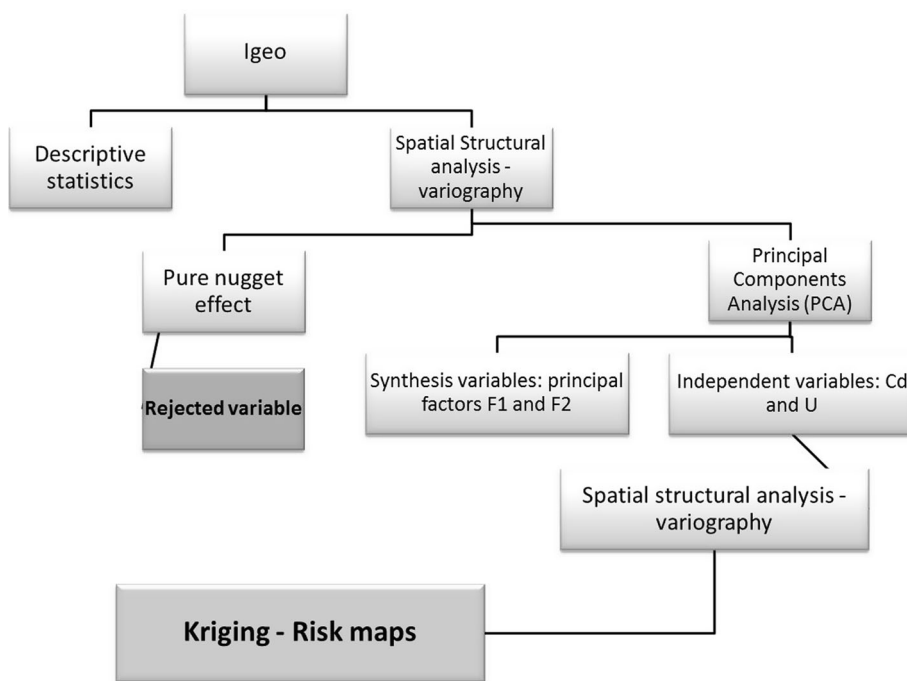 Igeo
Descriptive
statistics
Spatial Structural
analysis -
variography
Pure nugget
effect
Principal
Components
Analysis (PCA)
Rejected variable
Synthesis variables: principal
factors F1 and F2
Independent variables: Cd
and U
Spatial structural analysis -
variography
Kriging - Risk maps